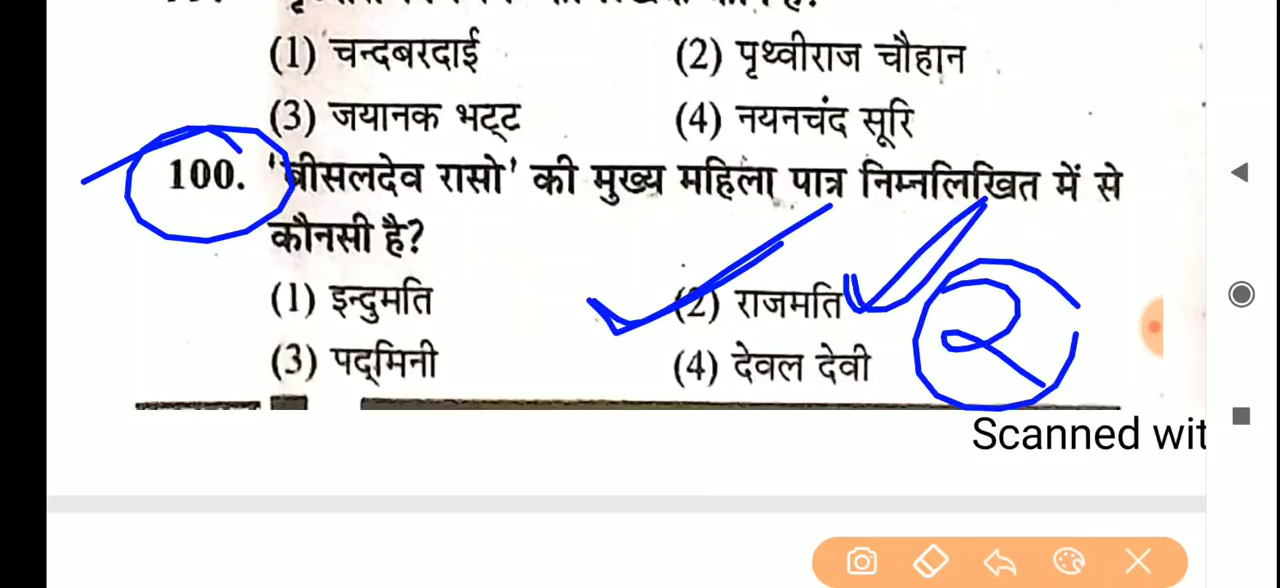 (1) चन्दबरदाई (2) पृथ्वीराज चौहान
(3) जयानक भट्ट (4) नयनचंद सूरि
100. 'बीसलदेव रासो' की मुख्य महिला पात्र निम्नलिखित में से
कौनसी है?
(1) इन्दुमति (2) राजमति
(3) पद्मिनी (4) देवल देवी
2
Scanned wit